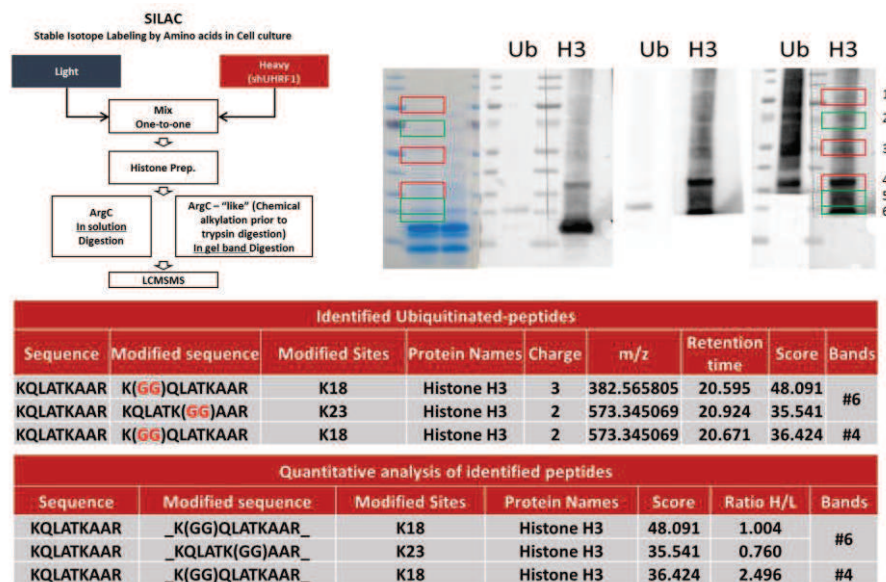 SILAC
Stable Isotope Labeling by Amino acids in Cell culture
Light
Heavy
(shUHRF1)
Mix
One-to-one
Histone Prep.
ArgC
In solution
Digestion
ArgC – "like" (Chemical
alkylation prior to
trypsin digestion)
In gel band Digestion
LCMSMS
Ub H3 Ub H3 Ub H3
1
2
3
4
5
6
Identified Ubiquitinated-peptides
Sequence Modified sequence Modified Sites Protein Names Charge m/z Retention time Score Bands
KQLATKAAR K(GG)QLATKAAR K18 Histone H3 3 382.565805 20.595 48.091 #6
KQLATKAAR KQLATK(GG)AAR K23 Histone H3 2 573.345069 20.924 35.541
KQLATKAAR K(GG)QLATKAAR K18 Histone H3 2 573.345069 20.671 36.424 #4
Quantitative analysis of identified peptides
Sequence Modified sequence Modified Sites Protein Names Score Ratio H/L Bands
KQLATKAAR _K(GG)QLATKAAR_ K18 Histone H3 48.091 1.004 #6
KQLATKAAR _KQLATK(GG)AAR_ K23 Histone H3 35.541 0.760
KQLATKAAR _K(GG)QLATKAAR_ K18 Histone H3 36.424 2.496 #4